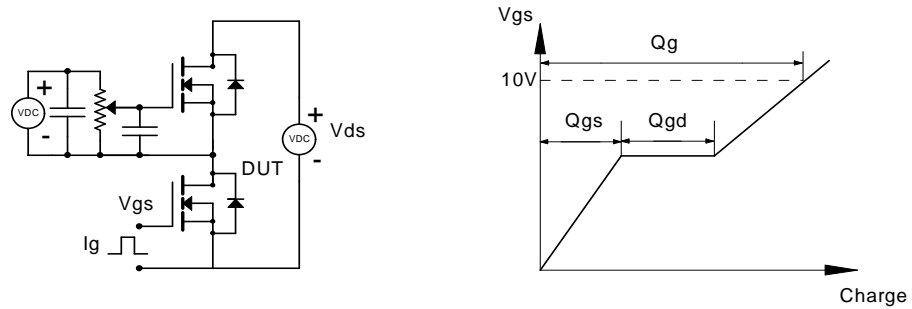 +
VDC
-
+
VDC
-
Vds
DUT
Vgs
Ig
Vgs
Qg
10V
Qgs
Qgd
Charge